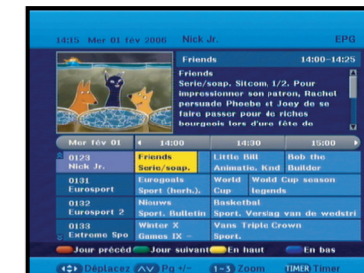 14:15 Mer 01 fév 2006 Nick Jr. EPG
Friends 14:00-14:25
Friends
Serie/soap. Sitcom 1/2. Pour
impressionner son patron, Rachel
persuade Phoebe et Joey de se
faire passer pour de riches
bourgeois lors d'une fête de
Mer fév 01 14:00 14:30 15:00
0123 Friends Little Bill Bob the
Nick Jr. Serie/soap. Animatie. Knd Builder
0131 Eurogoals World World Cup season
Eurosport Sport (herh.). Cup legends
0132 Nieuws Basketbal
Eurosport 2 Sport. Bulletin Sport. Verslag van de wedstri
0133 Winter X Vans Triple Crown
Extreme Spo Games IX - Sport.
Jour précéd Jour suivant En haut En bas
Déplacez Pg +/- 1-3 Zoom TIMER Timer